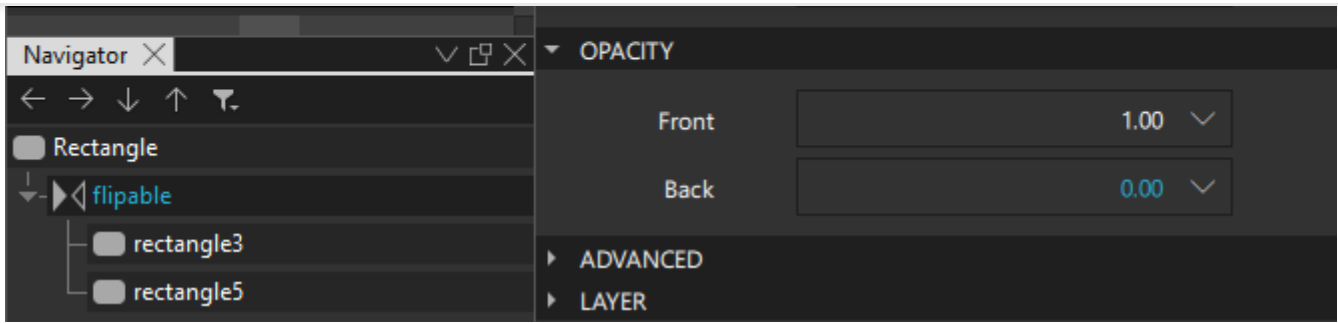 Navigator
Rectangle
flipable
rectangle3
rectangle5
OPACITY
Front 1.00
Back 0.00
ADVANCED
LAYER